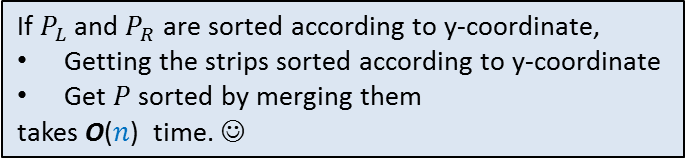 If P_L and P_R are sorted according to y-coordinate,
• Getting the strips sorted according to y-coordinate
• Get P sorted by merging them
takes O(n) time. ☺